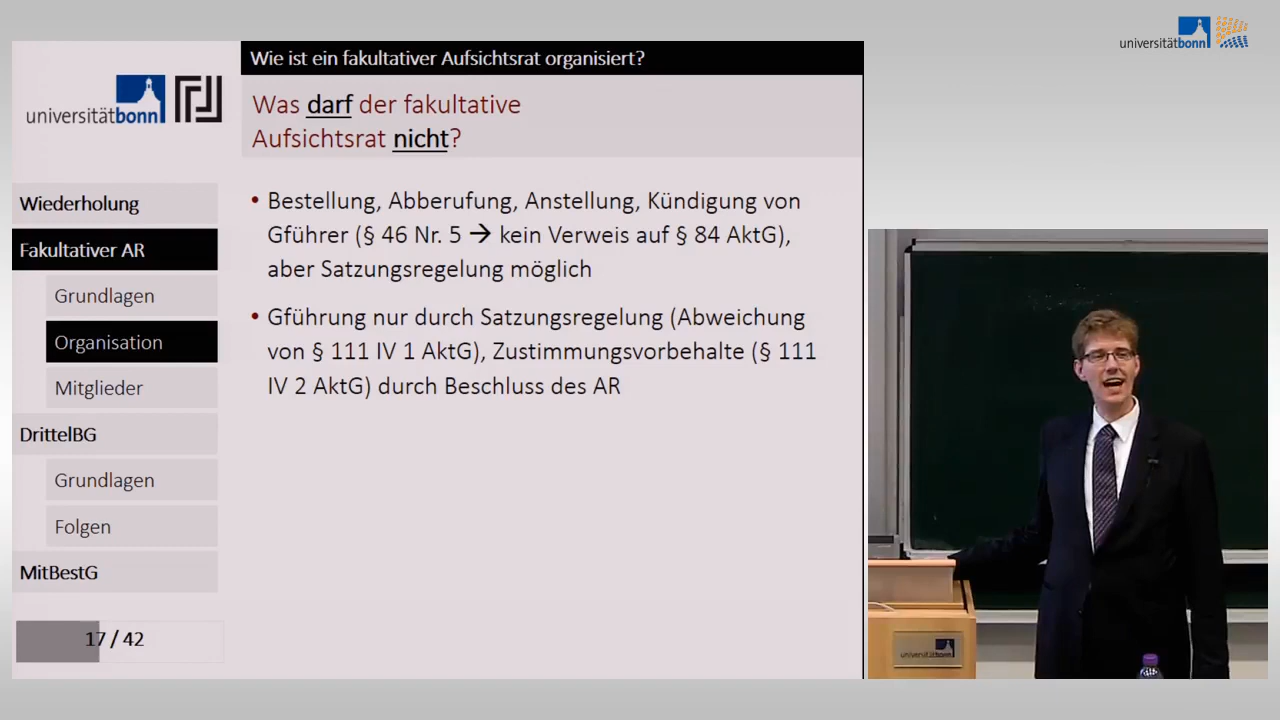 universitätbonn
Wie ist ein fakultativer Aufsichtsrat organisiert?
universitätbonn
Was darf der fakultative
Aufsichtsrat nicht?
Wiederholung
Fakultativer AR
Grundlagen
Organisation
Mitglieder
DrittelBG
Grundlagen
Folgen
MitBestG
17 / 42
• Bestellung, Abberufung, Anstellung, Kündigung von
Gführer (§ 46 Nr. 5 → kein Verweis auf § 84 AktG),
aber Satzungsregelung möglich
• Gführung nur durch Satzungsregelung (Abweichung
von § 111 IV 1 AktG), Zustimmungsvorbehalte (§ 111
IV 2 AktG) durch Beschluss des AR
universitätbonn